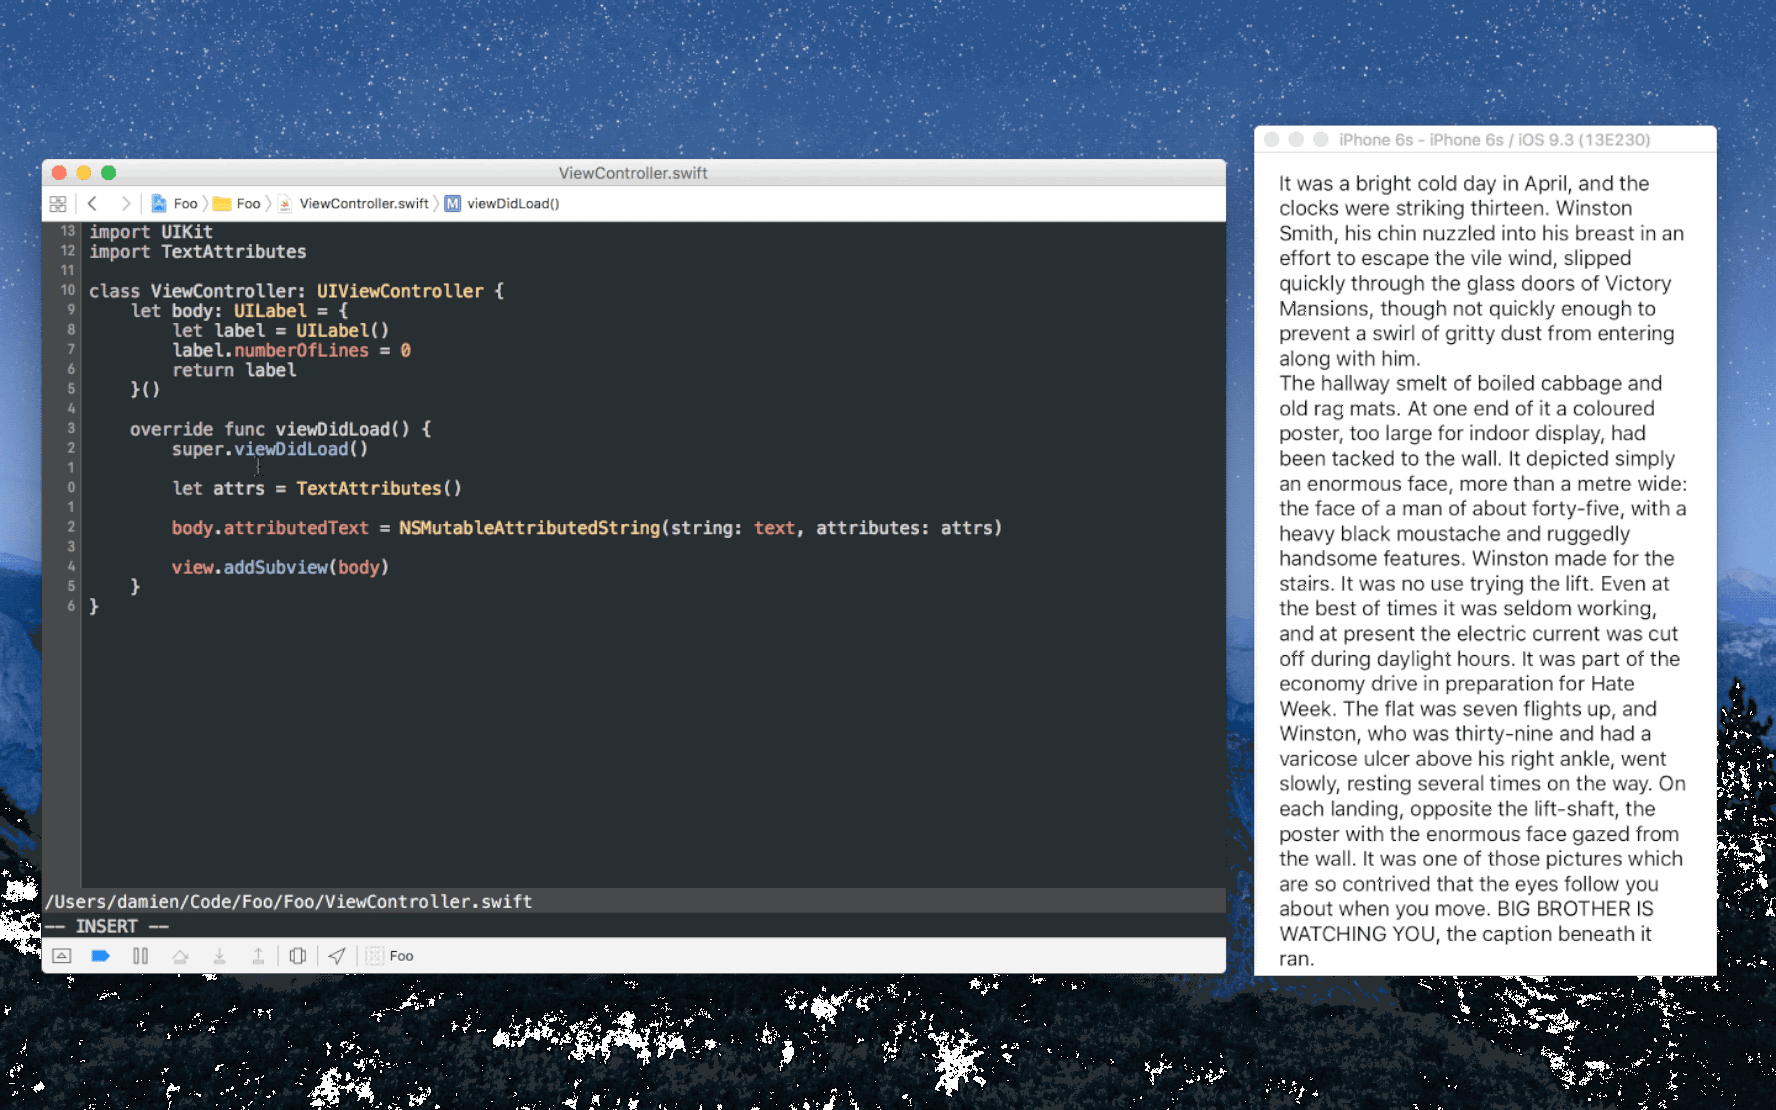 ViewController.swift
Foo Foo ViewController.swift M viewDidLoad()
13 import UIKit
12 import TextAttributes
11
10 class ViewController: UIViewController {
9     let body: UILabel = {
8         let label = UILabel()
7         label.numberOfLines = 0
6         return label
5     }()
4
3     override func viewDidLoad() {
2         super.viewDidLoad()
1
0         let attrs = TextAttributes()
1
2         body.attributedText = NSMutableAttributedString(string: text, attributes: attrs)
3
4         view.addSubview(body)
5     }
6 }
/Users/damien/Code/Foo/Foo/ViewController.swift
-- INSERT --
Foo
iPhone 6s - iPhone 6s / iOS 9.3 (13E230)
It was a bright cold day in April, and the
clocks were striking thirteen. Winston
Smith, his chin nuzzled into his breast in an
effort to escape the vile wind, slipped
quickly through the glass doors of Victory
Mansions, though not quickly enough to
prevent a swirl of gritty dust from entering
along with him.
The hallway smelt of boiled cabbage and
old rag mats. At one end of it a coloured
poster, too large for indoor display, had
been tacked to the wall. It depicted simply
an enormous face, more than a metre wide:
the face of a man of about forty-five, with a
heavy black moustache and ruggedly
handsome features. Winston made for the
stairs. It was no use trying the lift. Even at
the best of times it was seldom working,
and at present the electric current was cut
off during daylight hours. It was part of the
economy drive in preparation for Hate
Week. The flat was seven flights up, and
Winston, who was thirty-nine and had a
varicose ulcer above his right ankle, went
slowly, resting several times on the way. On
each landing, opposite the lift-shaft, the
poster with the enormous face gazed from
the wall. It was one of those pictures which
are so contrived that the eyes follow you
about when you move. BIG BROTHER IS
WATCHING YOU, the caption beneath it
ran.